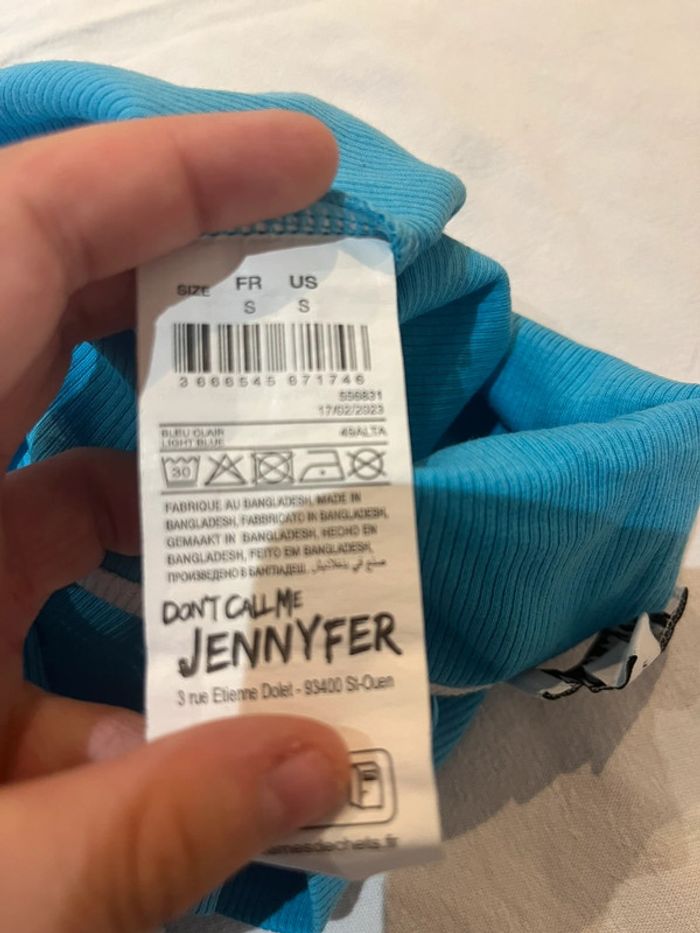 SIZE FR US
S S
3 666545 971746
17/02/2023
BLEU CLAIR
LIGHT BLUE
49ALTA
30
FABRIQUE AU BANGLADESH, MADE IN
BANGLADESH, FABBRICATO IN BANGLADESH,
GEMAAKT IN BANGLADESH, HECHO EN
BANGLADESH, FEITO EM BANGLADESH,
ПРОИЗВЕДЕНО В БАНГЛАДЕШ, صنع في بنغلاديش
DON'T CALL ME
JENNYFER
3 rue Etienne Dolet - 93400 St-Ouen